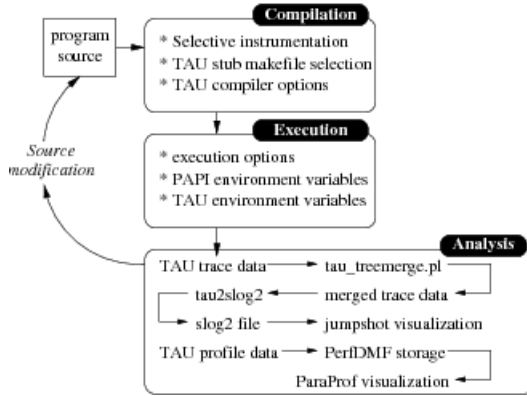 program
source
Compilation
* Selective instrumentation
* TAU stub makefile selection
* TAU compiler options
Execution
* execution options
* PAPI environment variables
* TAU environment variables
Source
modification
Analysis
TAU trace data
tau_treemerge.pl
tau2slog2
merged trace data
slog2 file
jumpshot visualization
TAU profile data
PerfDMF storage
ParaProf visualization